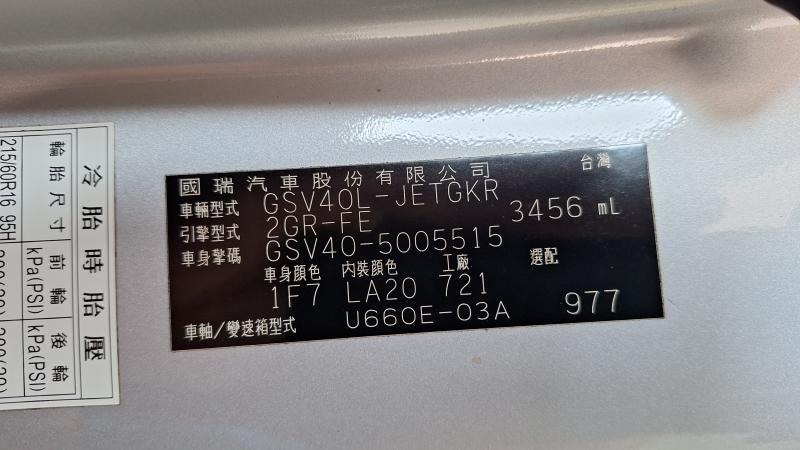 國瑞汽車股份有限公司 台灣
車輛型式 GSV40L-JETGKR
引擎型式 2GR-FE 3456 mL
車身擎碼 GSV40-5005515
車身顏色 內裝顏色 工廠 選配
1F7 LA20 721
車軸/變速箱型式 U660E-03A 977
冷胎時胎壓
輪胎尺寸 前輪 後輪
kPa(PSI) kPa(PSI)
215/60R16 95H